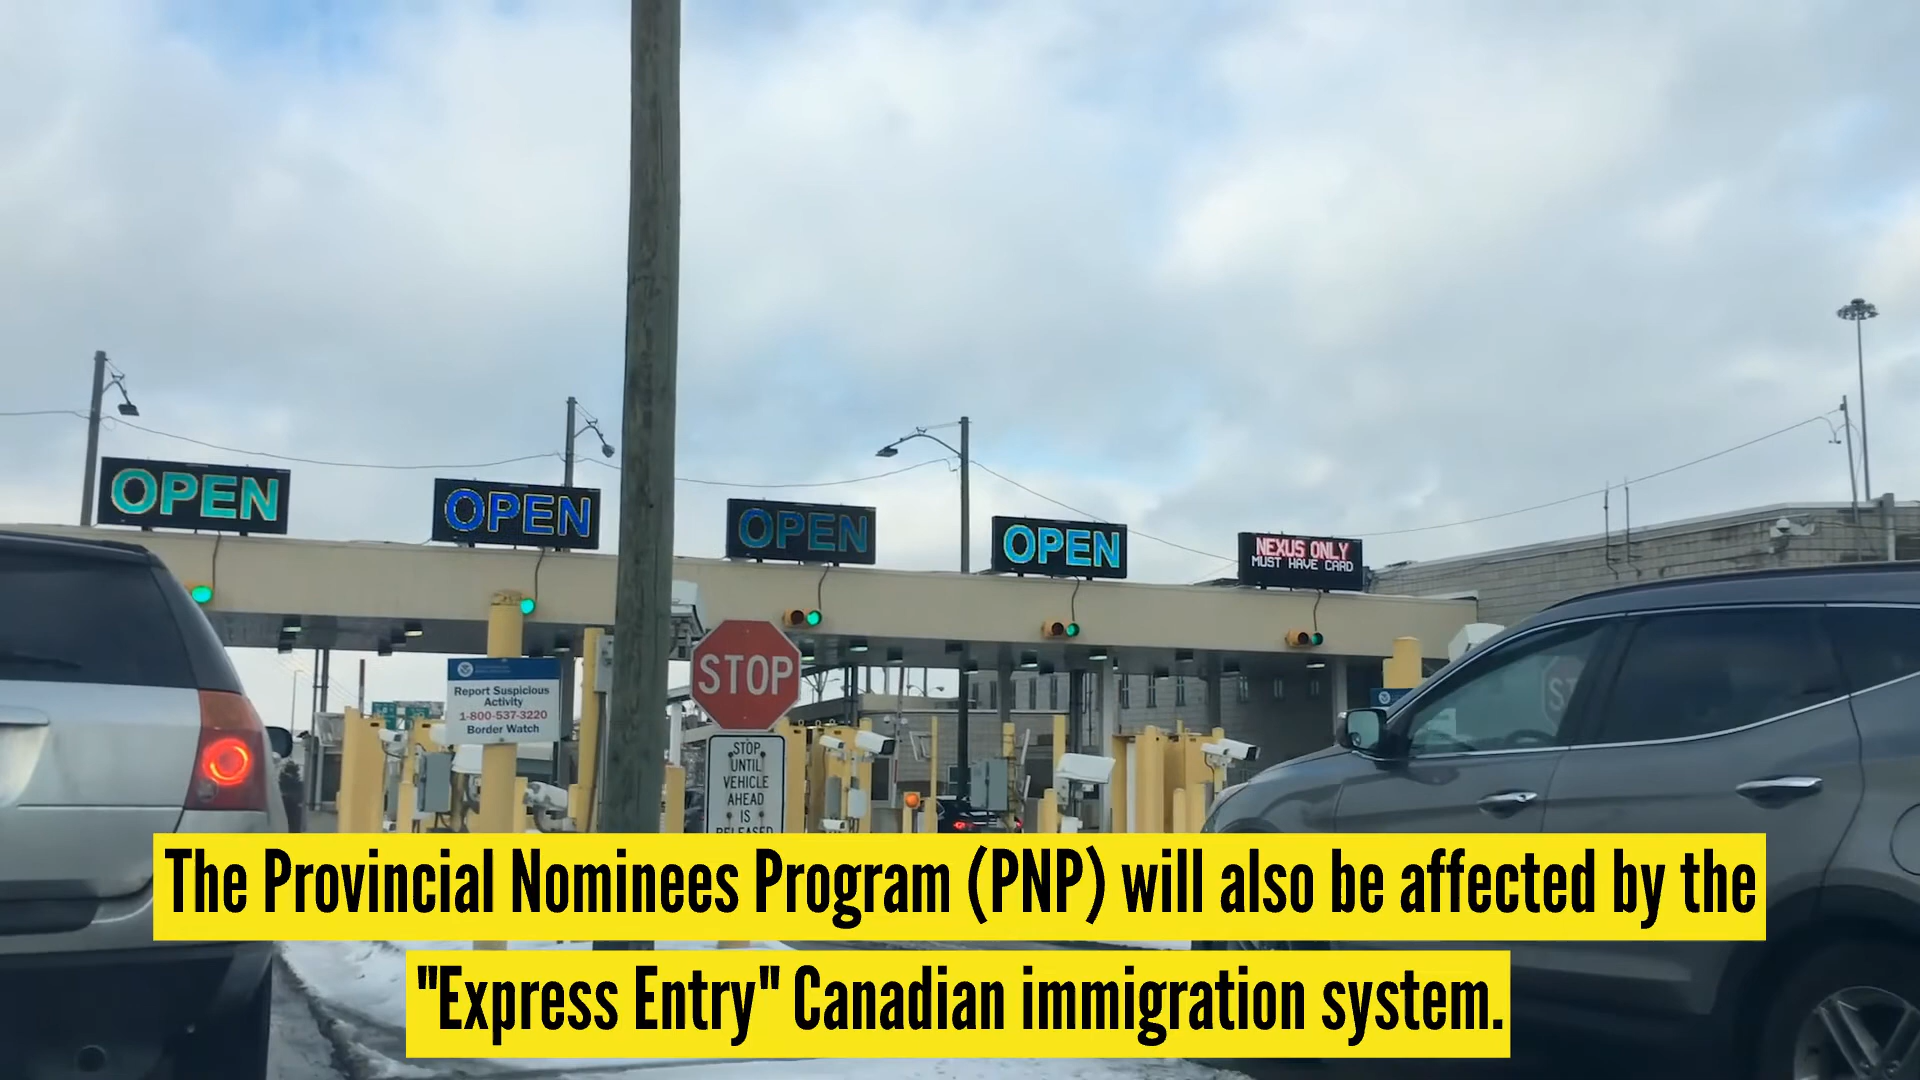 OPEN
OPEN
OPEN
OPEN
NEXUS ONLY
MUST HAVE CARD
Report Suspicious
Activity
1-800-537-3220
Border Watch
STOP
STOP
UNTIL
VEHICLE
AHEAD
IS
RELEASED
The Provincial Nominees Program (PNP) will also be affected by the
"Express Entry" Canadian immigration system.